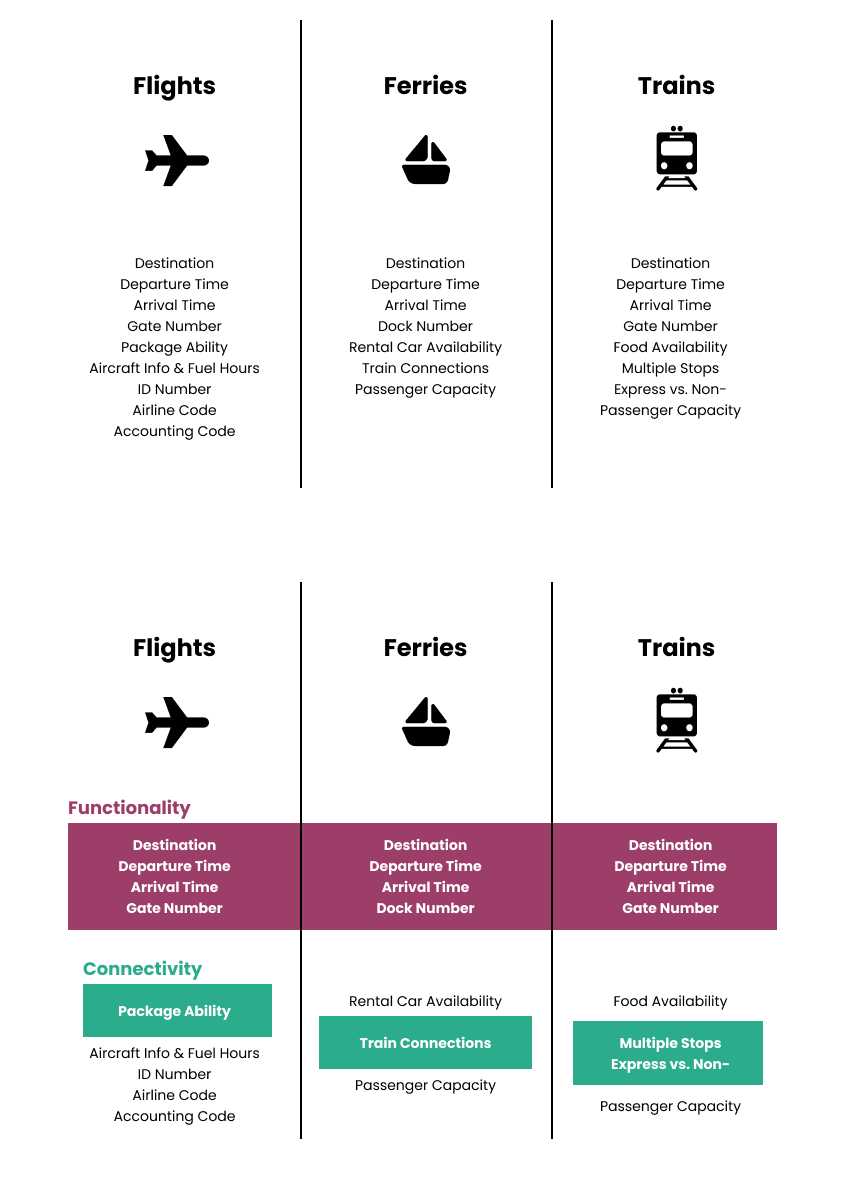 Flights
Destination
Departure Time
Arrival Time
Gate Number
Package Ability
Aircraft Info & Fuel Hours
ID Number
Airline Code
Accounting Code
Ferries
Destination
Departure Time
Arrival Time
Dock Number
Rental Car Availability
Train Connections
Passenger Capacity
Trains
Destination
Departure Time
Arrival Time
Gate Number
Food Availability
Multiple Stops
Express vs. Non-
Passenger Capacity
Flights
Functionality
Destination
Departure Time
Arrival Time
Gate Number
Connectivity
Package Ability
Aircraft Info & Fuel Hours
ID Number
Airline Code
Accounting Code
Ferries
Destination
Departure Time
Arrival Time
Dock Number
Rental Car Availability
Train Connections
Passenger Capacity
Trains
Destination
Departure Time
Arrival Time
Gate Number
Food Availability
Multiple Stops
Express vs. Non-
Passenger Capacity